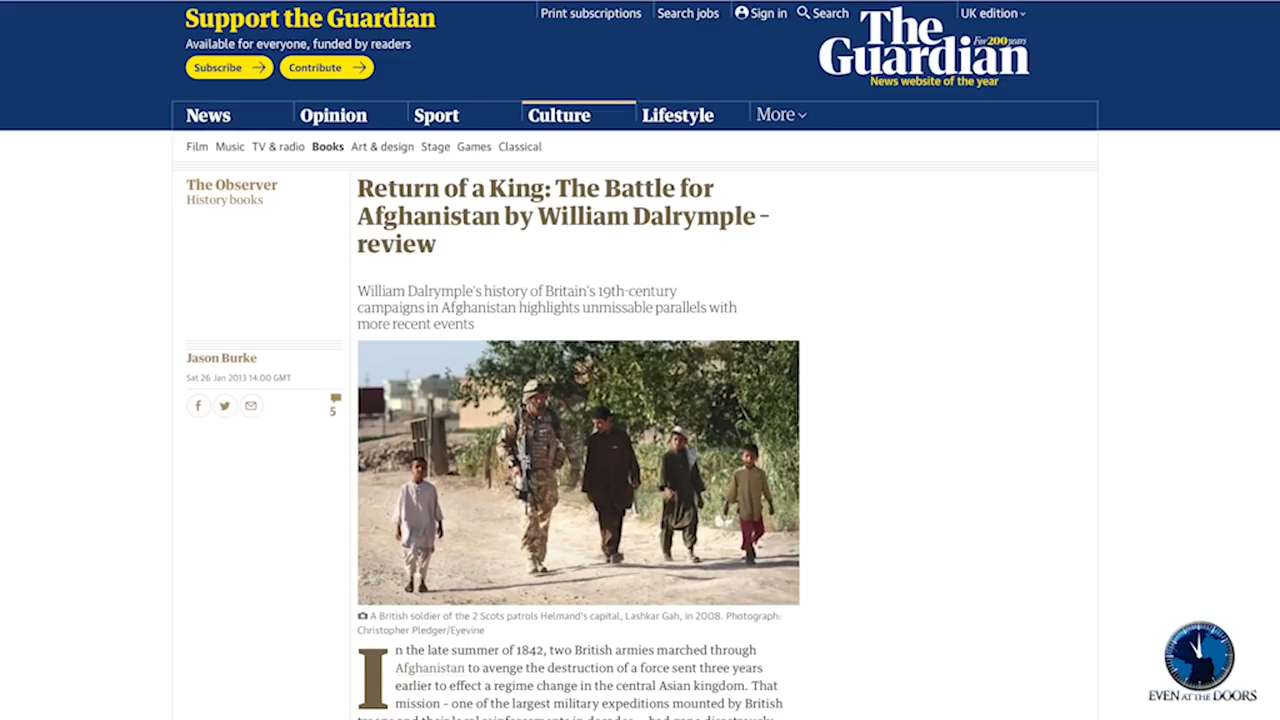 Support the Guardian
Available for everyone, funded by readers
Subscribe
Contribute
Print subscriptions
Search jobs
Sign in
Search
UK edition
The Guardian
For 200 years
News website of the year
News
Opinion
Sport
Culture
Lifestyle
More
Film Music TV & radio Books Art & design Stage Games Classical
The Observer
History books
Return of a King: The Battle for
Afghanistan by William Dalrymple –
review
William Dalrymple's history of Britain's 19th-century
campaigns in Afghanistan highlights unmissable parallels with
more recent events
Jason Burke
Sat 26 Jan 2013 14.00 GMT
5
A British soldier of the 2 Scots patrols Helmand's capital, Lashkar Gah, in 2008. Photograph:
Christopher Pledger/Eyevine
In the late summer of 1842, two British armies marched through
Afghanistan to avenge the destruction of a force sent three years
earlier to effect a regime change in the central Asian kingdom. That
mission – one of the largest military expeditions mounted by British
EVEN AT THE DOORS